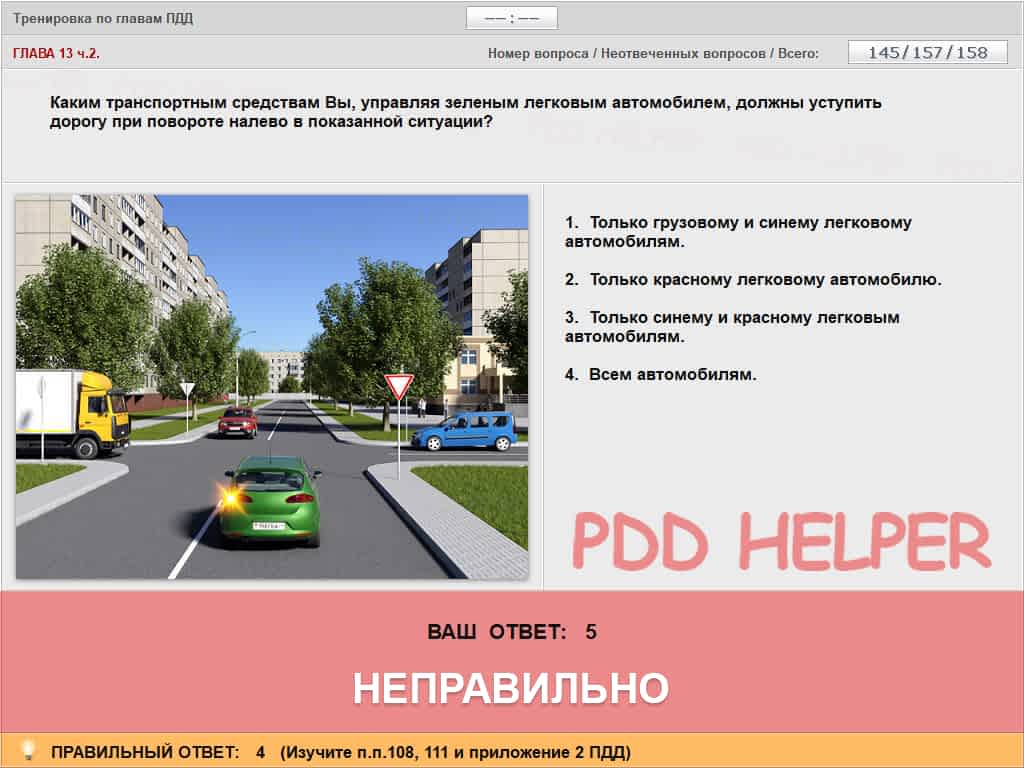 Тренировка по главам ПДД
–– : ––
ГЛАВА 13 ч.2.
Номер вопроса / Неотвеченных вопросов / Всего:
145/157/158
Каким транспортным средствам Вы, управляя зеленым легковым автомобилем, должны уступить
дорогу при повороте налево в показанной ситуации?
1. Только грузовому и синему легковому
автомобилям.
2. Только красному легковому автомобилю.
3. Только синему и красному легковым
автомобилям.
4. Всем автомобилям.
PDD HELPER
ВАШ ОТВЕТ: 5
НЕПРАВИЛЬНО
ПРАВИЛЬНЫЙ ОТВЕТ: 4 (Изучите п.п.108, 111 и приложение 2 ПДД)